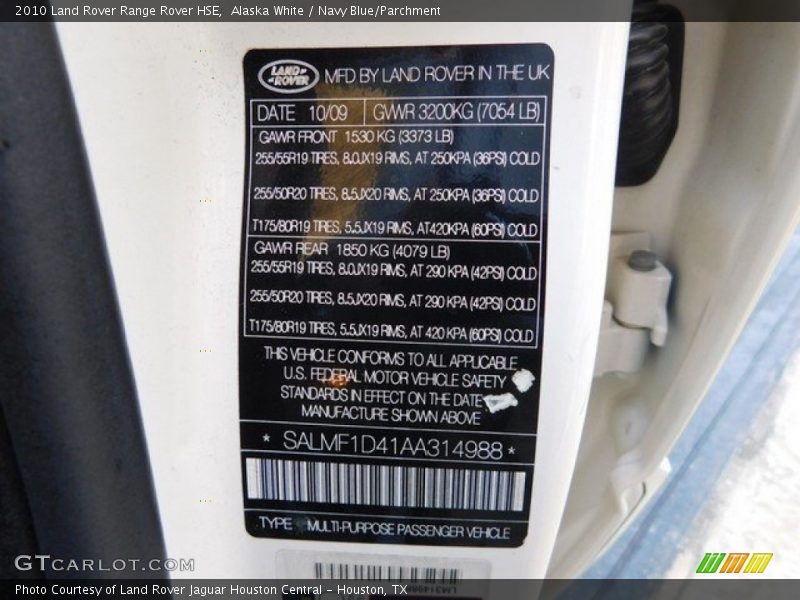 2010 Land Rover Range Rover HSE, Alaska White / Navy Blue/Parchment
LAND ROVER MFD BY LAND ROVER IN THE UK
DATE 10/09 GVWR 3200KG (7054 LB)
GAWR FRONT 1530 KG (3373 LB)
255/55R19 TIRES, 8.0JX19 RIMS, AT 250KPA (36PSI) COLD
255/50R20 TIRES, 8.5JX20 RIMS, AT 250KPA (36PSI) COLD
T175/80R19 TIRES, 5.5JX19 RIMS, AT420KPA (60PSI) COLD
GAWR REAR 1850 KG (4079 LB)
255/55R19 TIRES, 8.0JX19 RIMS, AT 290 KPA (42PSI) COLD
255/50R20 TIRES, 8.5JX20 RIMS, AT 290 KPA (42PSI) COLD
T175/80R19 TIRES, 5.5JX19 RIMS, AT 420 KPA (60PSI) COLD
THIS VEHICLE CONFORMS TO ALL APPLICABLE
U.S. FEDERAL MOTOR VEHICLE SAFETY
STANDARDS IN EFFECT ON THE DATE
MANUFACTURE SHOWN ABOVE
* SALMF1D41AA314988 *
TYPE MULTI-PURPOSE PASSENGER VEHICLE
GTCARLOT.COM
Photo Courtesy of Land Rover Jaguar Houston Central - Houston, TX